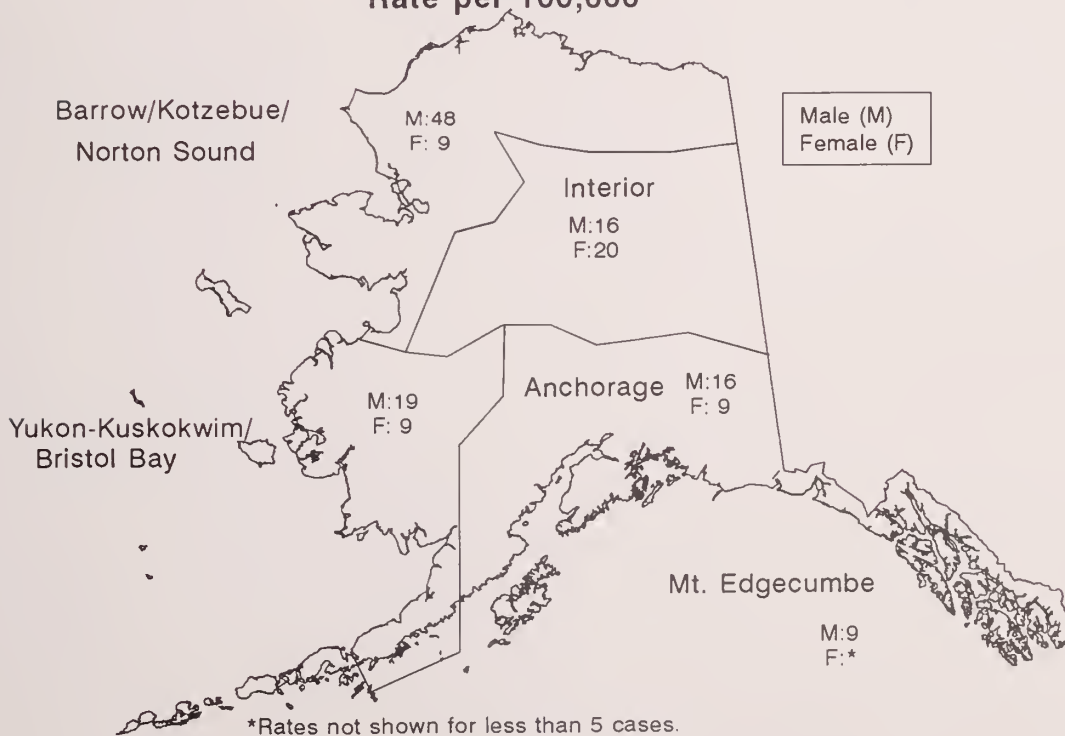 Rate per 100,000
Barrow/Kotzebue/
Norton Sound
M:48
F: 9
Male (M)
Female (F)
Interior
M:16
F:20
Yukon-Kuskokwim/
Bristol Bay
M:19
F: 9
Anchorage
M:16
F: 9
Mt. Edgecumbe
M:9
F:*
*Rates not shown for less than 5 cases.